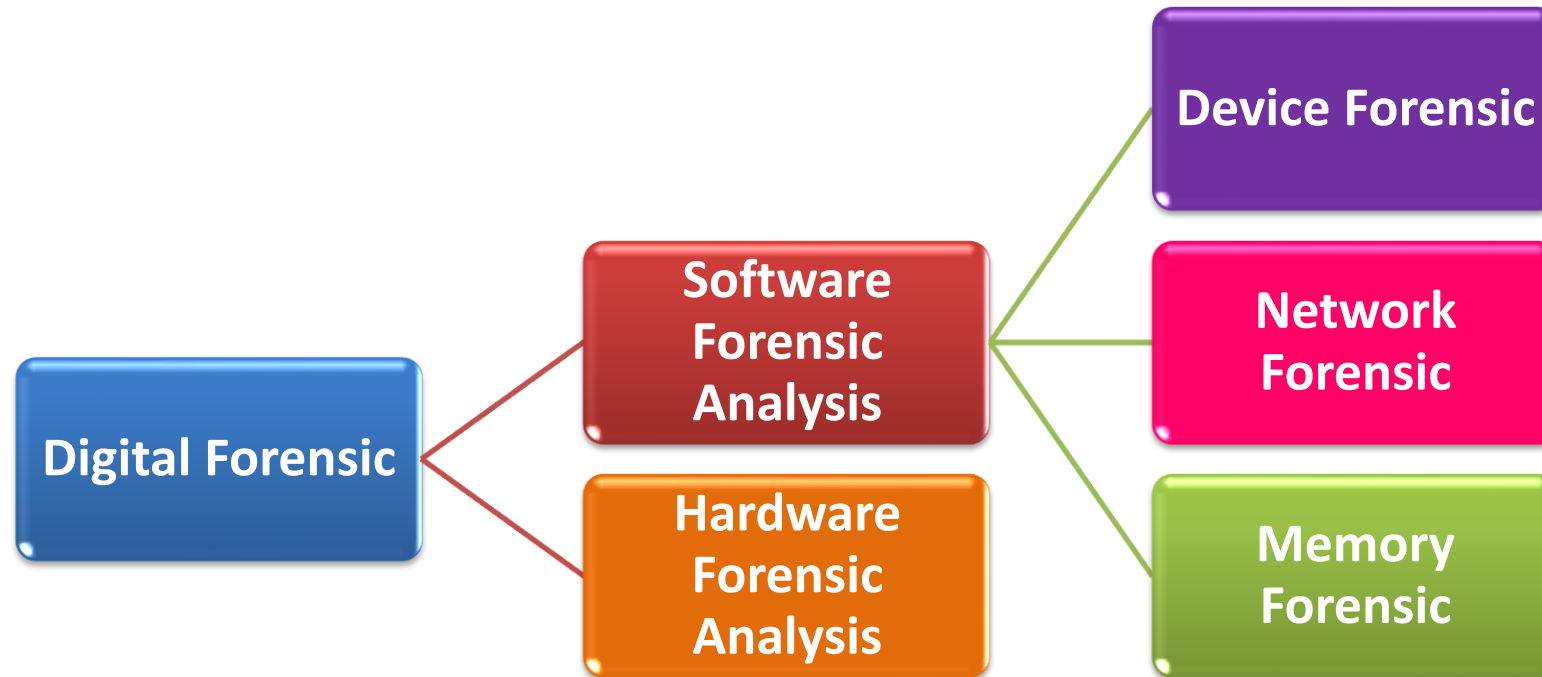 Digital Forensic
Software
Forensic
Analysis
Hardware
Forensic
Analysis
Device Forensic
Network
Forensic
Memory
Forensic